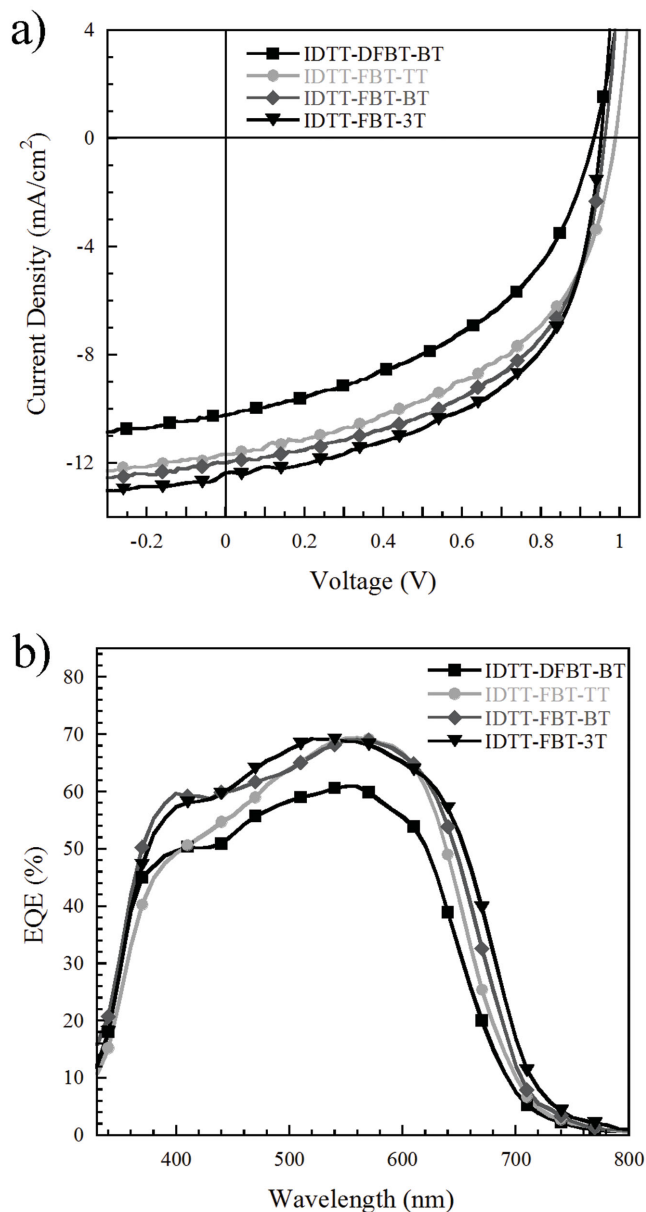 a)
4
0
-4
-8
-12
Current Density (mA/cm²)
IDTT-DFBT-BT
IDTT-FBT-TT
IDTT-FBT-BT
IDTT-FBT-3T
-0.2 0 0.2 0.4 0.6 0.8 1
Voltage (V)
b)
80
70
60
50
40
30
20
10
0
EQE (%)
IDTT-DFBT-BT
IDTT-FBT-TT
IDTT-FBT-BT
IDTT-FBT-3T
400 500 600 700 800
Wavelength (nm)